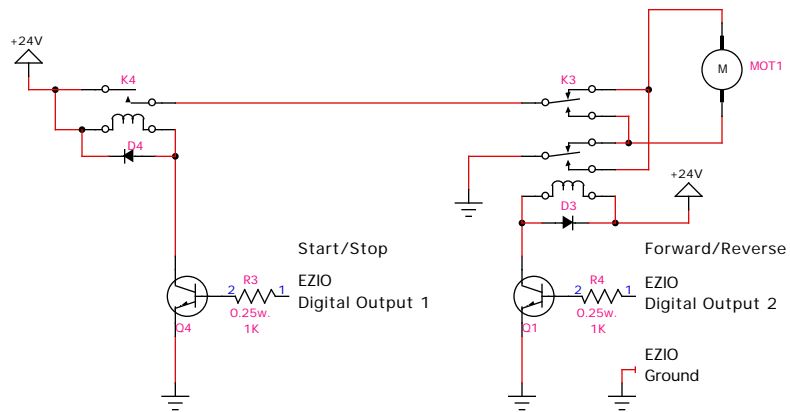 +24V
K4
K3
M
MOT1
D4
+24V
D3
Start/Stop
Forward/Reverse
EZIO
Digital Output 1
R3
2
1
0.25w.
1K
Q4
EZIO
Digital Output 2
R4
2
1
0.25w.
1K
Q1
EZIO
Ground